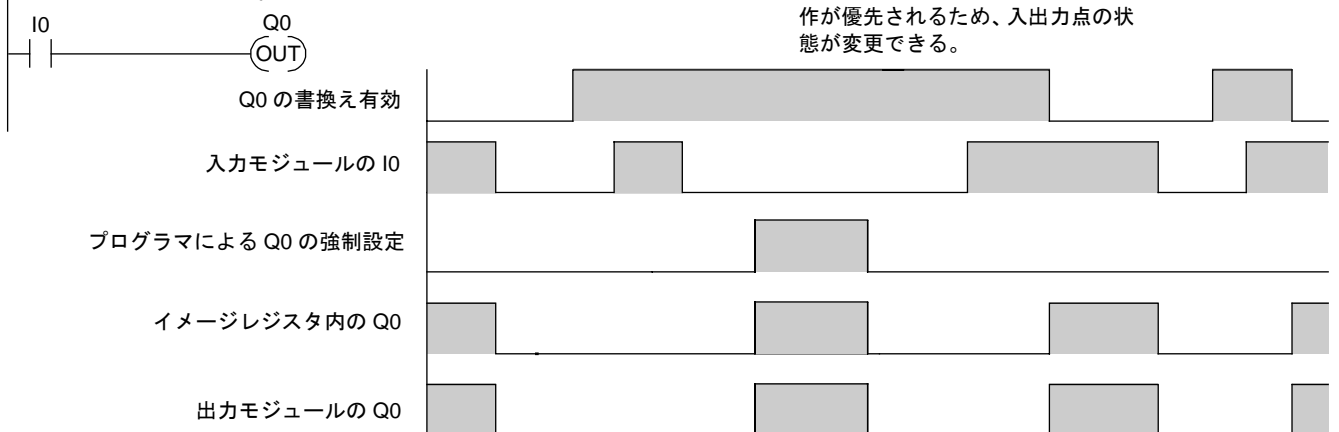 作が優先されるため、入出力点の状
態が変更できる。
I0
Q0
OUT
Q0 の書換え有効
入力モジュールの I0
プログラマによる Q0 の強制設定
イメージレジスタ内の Q0
出力モジュールの Q0